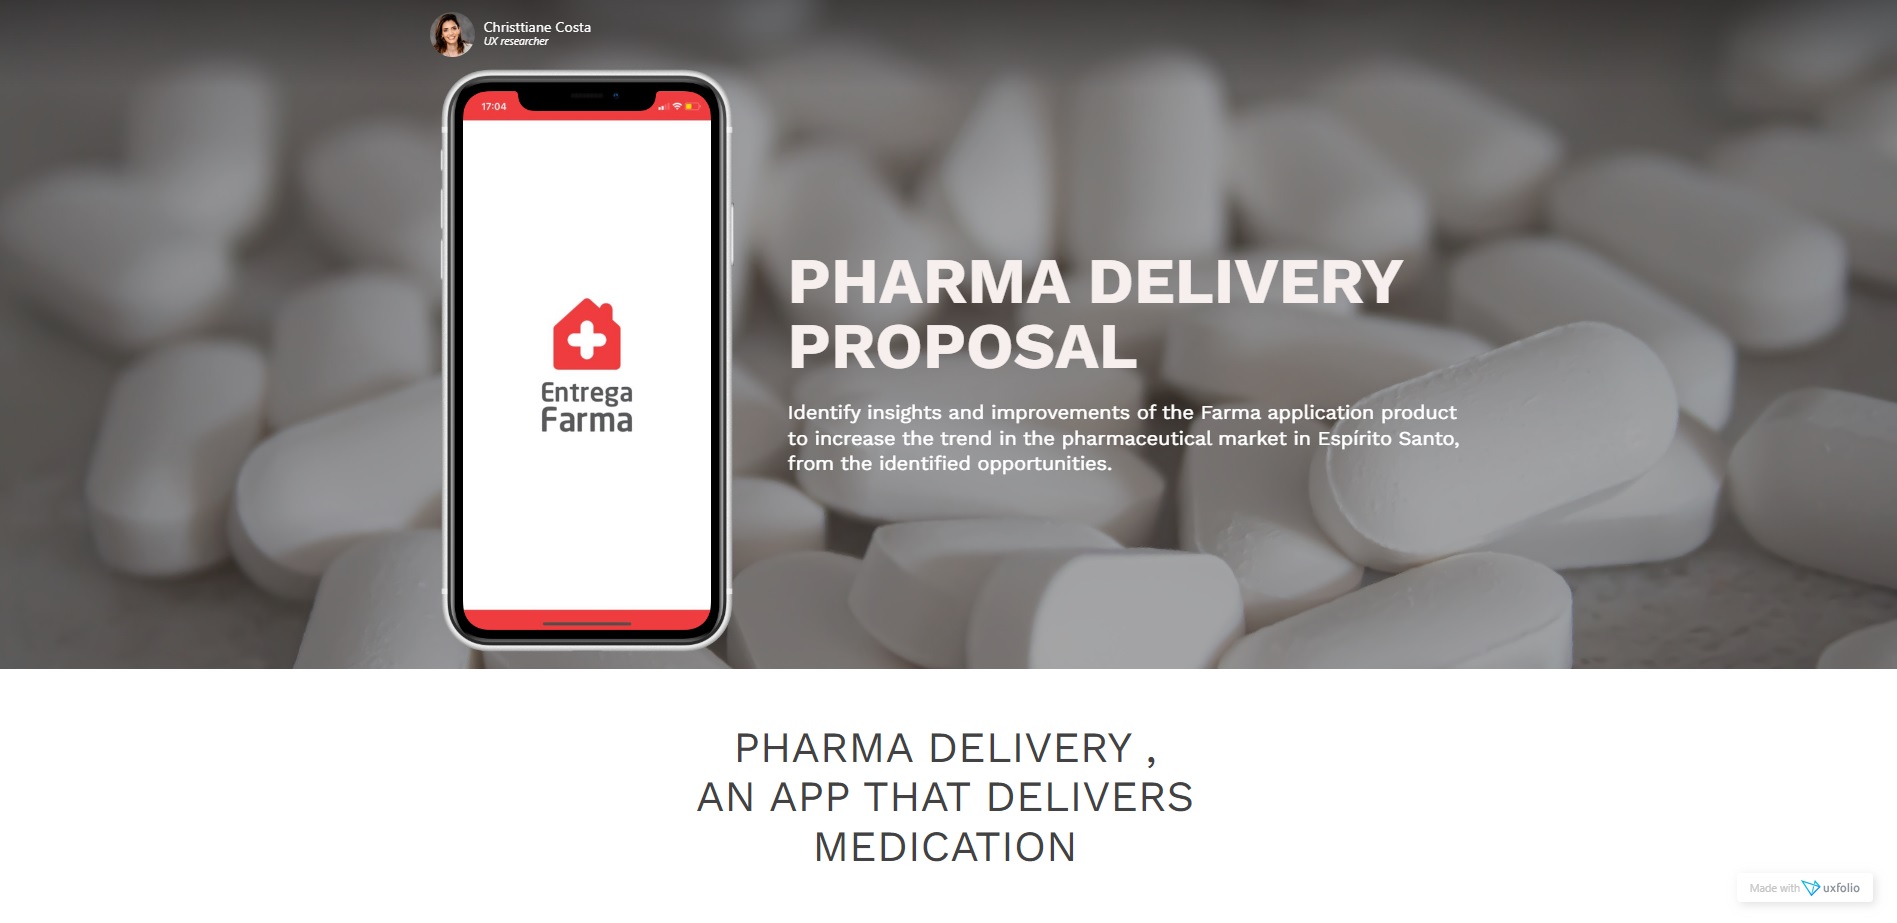 Christtiane Costa
UX researcher
17:04
Entrega
Farma
PHARMA DELIVERY
PROPOSAL
Identify insights and improvements of the Farma application product
to increase the trend in the pharmaceutical market in Espírito Santo,
from the identified opportunities.
PHARMA DELIVERY ,
AN APP THAT DELIVERS
MEDICATION
Made with uxfolio